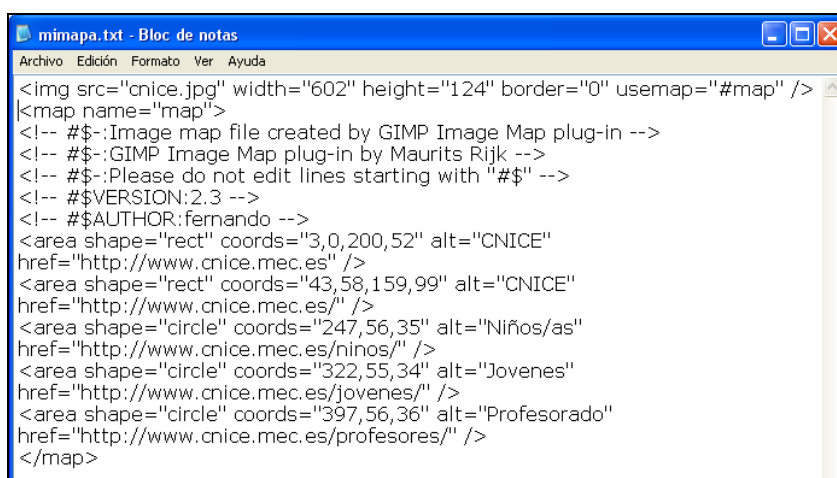 mimapa.txt - Bloc de notas
Archivo Edición Formato Ver Ayuda
<img src="cnice.jpg" width="602" height="124" border="0" usemap="#map" />
<map name="map">
<!-- #$-:Image map file created by GIMP Image Map plug-in -->
<!-- #$-:GIMP Image Map plug-in by Maurits Rijk -->
<!-- #$-:Please do not edit lines starting with "#$" -->
<!-- #$VERSION:2.3 -->
<!-- #$AUTHOR:fernando -->
<area shape="rect" coords="3,0,200,52" alt="CNICE"
href="http://www.cnice.mec.es" />
<area shape="rect" coords="43,58,159,99" alt="CNICE"
href="http://www.cnice.mec.es/" />
<area shape="circle" coords="247,56,35" alt="Niños/as"
href="http://www.cnice.mec.es/ninos/" />
<area shape="circle" coords="322,55,34" alt="Jovenes"
href="http://www.cnice.mec.es/jovenes/" />
<area shape="circle" coords="397,56,36" alt="Profesorado"
href="http://www.cnice.mec.es/profesores/" />
</map>